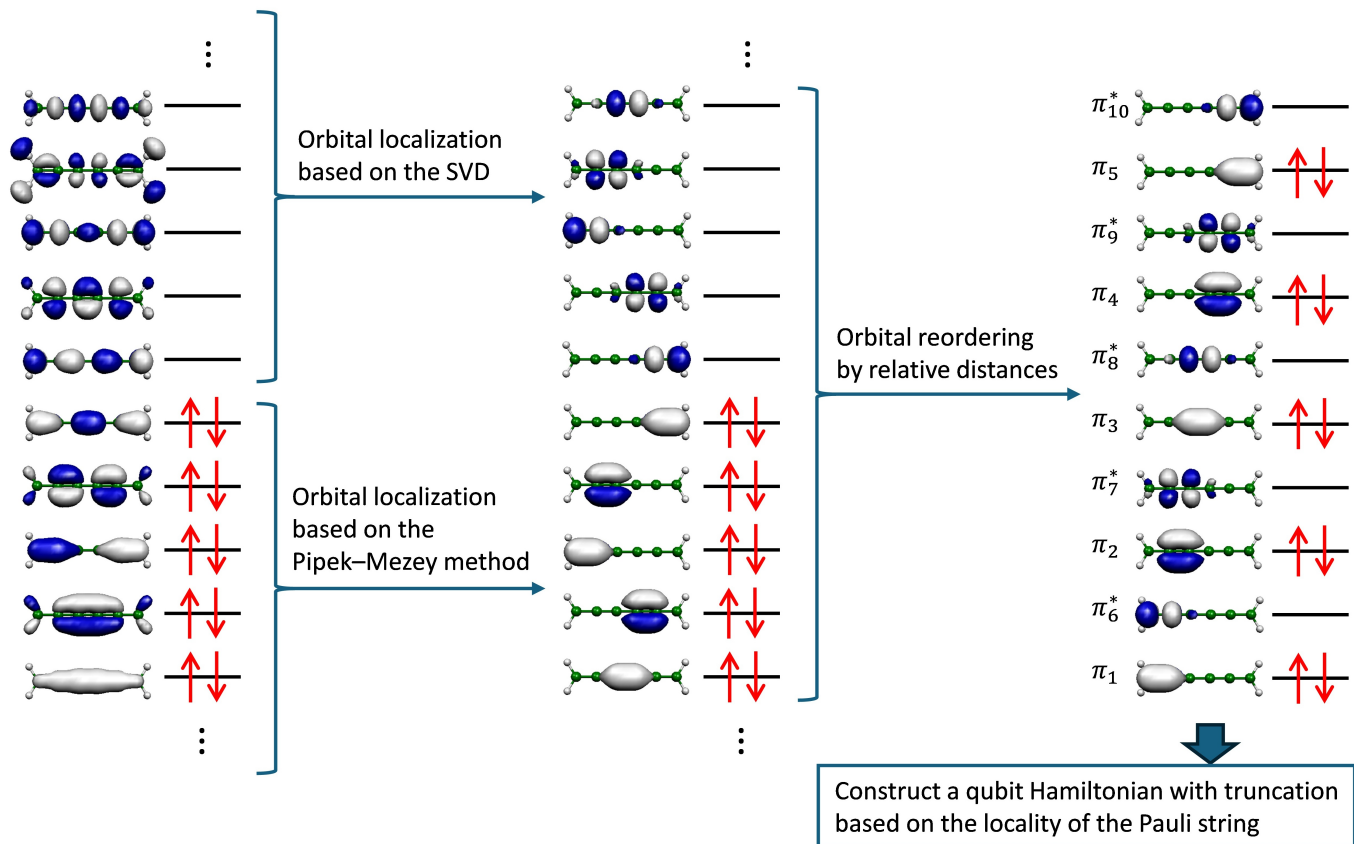 Orbital localization
based on the SVD
Orbital localization
based on the
Pipek–Mezey method
Orbital reordering
by relative distances
π*10
π5
π*9
π4
π*8
π3
π*7
π2
π*6
π1
Construct a qubit Hamiltonian with truncation
based on the locality of the Pauli string